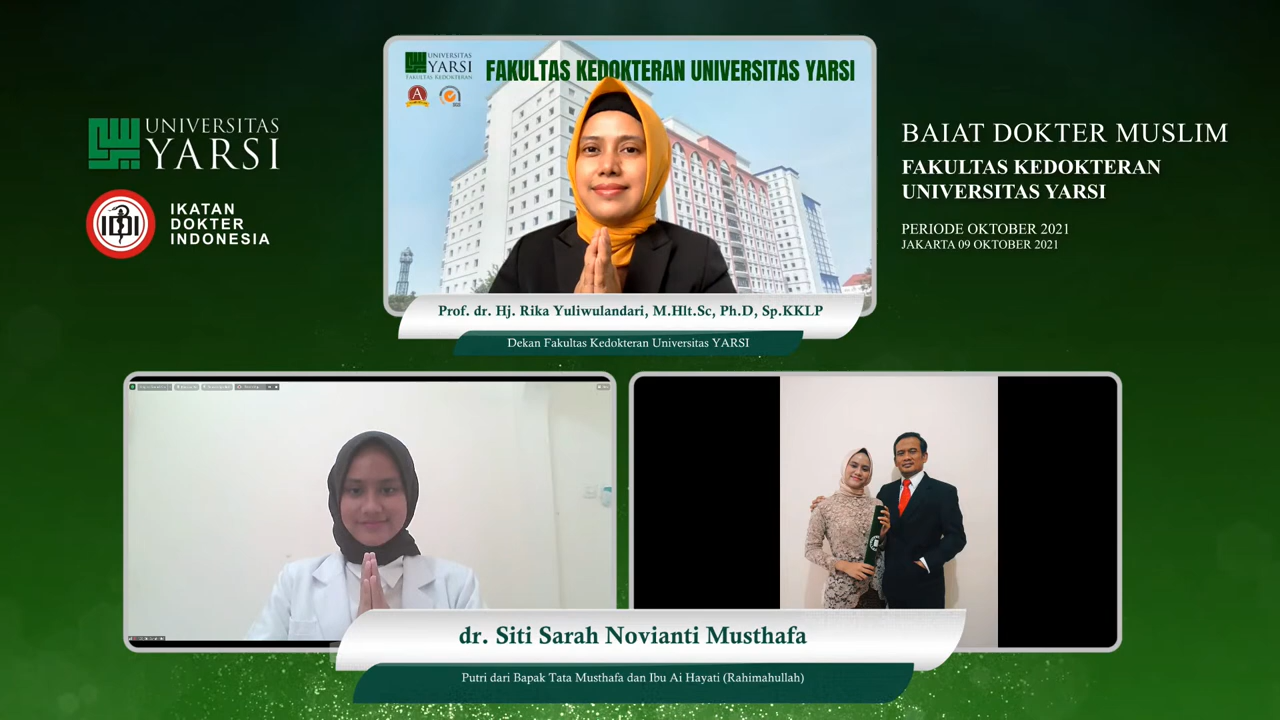 UNIVERSITAS
YARSI
FAKULTAS KEDOKTERAN
FAKULTAS KEDOKTERAN UNIVERSITAS YARSI
A
UNIVERSITAS
YARSI
IDI
IKATAN
DOKTER
INDONESIA
BAIAT DOKTER MUSLIM
FAKULTAS KEDOKTERAN
UNIVERSITAS YARSI
PERIODE OKTOBER 2021
JAKARTA 09 OKTOBER 2021
Prof. dr. Hj. Rika Yuliwulandari, M.Hlt.Sc, Ph.D, Sp.KKLP
Dekan Fakultas Kedokteran Universitas YARSI
dr. Siti Sarah Novianti Musthafa
Putri dari Bapak Tata Musthafa dan Ibu Ai Hayati (Rahimahullah)